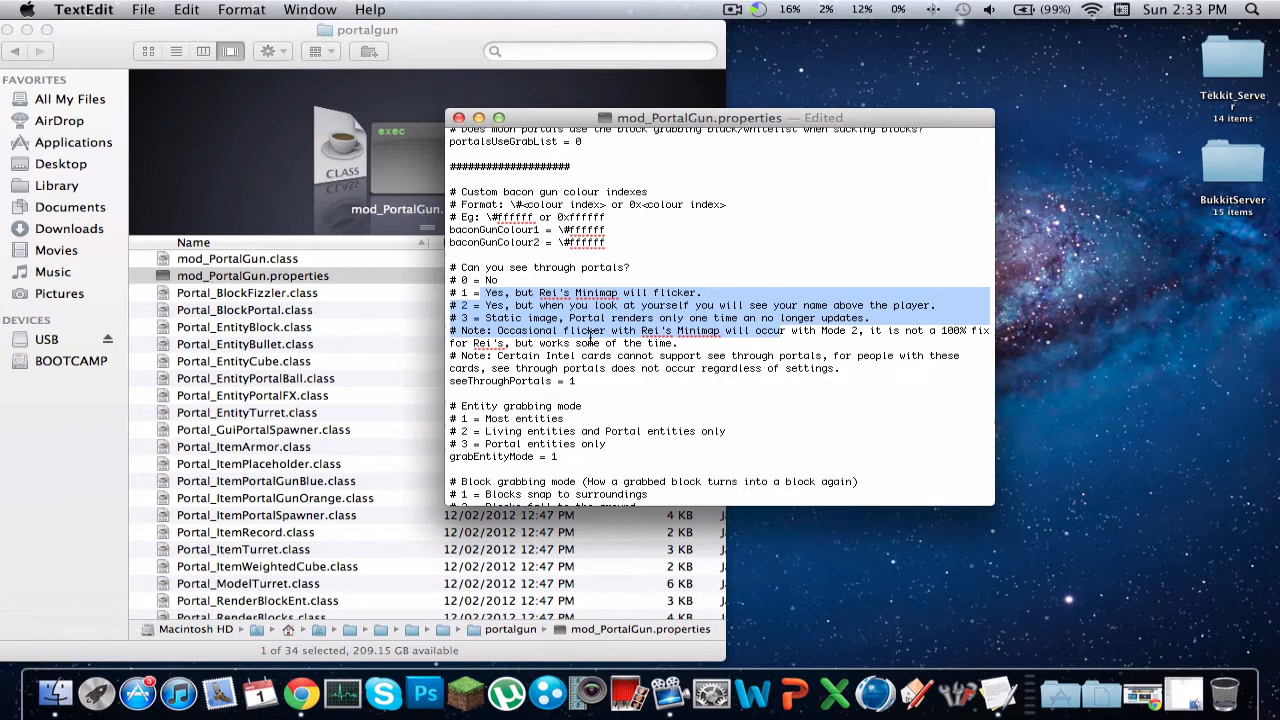 TextEdit File Edit Format Window Help 16% 2% 12% 0% (99%) Sun 2:33 PM
portalgun
FAVORITES
All My Files
AirDrop
Applications
Desktop
Library
Documents
Downloads
Movies
Music
Pictures
DEVICES
USB
BOOTCAMP
CLASS
exec
mod_PortalGun.
Name
mod_PortalGun.class
mod_PortalGun.properties
Portal_BlockFizzler.class
Portal_BlockPortal.class
Portal_EntityBlock.class
Portal_EntityBullet.class
Portal_EntityCube.class
Portal_EntityPortalBall.class
Portal_EntityPortalFX.class
Portal_EntityTurret.class
Portal_GuiPortalSpawner.class
Portal_ItemArmor.class
Portal_ItemPlaceholder.class
Portal_ItemPortalGunBlue.class
Portal_ItemPortalGunOrange.class
Portal_ItemPortalSpawner.class 12/02/2012 12:47 PM 4 KB
Portal_ItemRecord.class 12/02/2012 12:47 PM 2 KB
Portal_ItemTurret.class 12/02/2012 12:47 PM 4 KB
Portal_ItemWeightedCube.class 12/02/2012 12:47 PM 2 KB
Portal_ModelTurret.class 12/02/2012 12:47 PM 6 KB
Portal_RenderBlockEnt.class 12/02/2012 12:47 PM 3 KB
Portal_RenderBlocks.class
Macintosh HD portalgun mod_PortalGun.properties
1 of 34 selected, 209.15 GB available
mod_PortalGun.properties — Edited
# Does moon portals use the block grabbing black/whitelist when sucking blocks?
portalsUseGrabList = 0
####################
# Custom bacon gun colour indexes
# Format: \#<colour index> or 0x<colour index>
# Eg: \#ffffff or 0xffffff
baconGunColour1 = \#ffffff
baconGunColour2 = \#ffffff
# Can you see through portals?
# 0 = No
# 1 = Yes, but Rei's Minimap will flicker.
# 2 = Yes, but when you look at yourself you will see your name above the player.
# 3 = Static image, Portal renders only one time an no longer updates.
# Note: Occasional flicker with Rei's Minimap will occur with Mode 2, it is not a 100% fix
for Rei's, but works some of the time.
# Note: Certain Intel cards cannot support see through portals, for people with these
cards, see through portals does not occur regardless of settings.
seeThroughPortals = 1
# Entity grabbing mode
# 1 = Most entities
# 2 = Living entities and Portal entities only
# 3 = Portal entities only
grabEntityMode = 1
# Block grabbing mode (How a grabbed block turns into a block again)
# 1 = Blocks snap to surroundings
# 2 = Blocks fall to the ground
Tekkit_Serve
r
14 items
BukkitServer
15 items